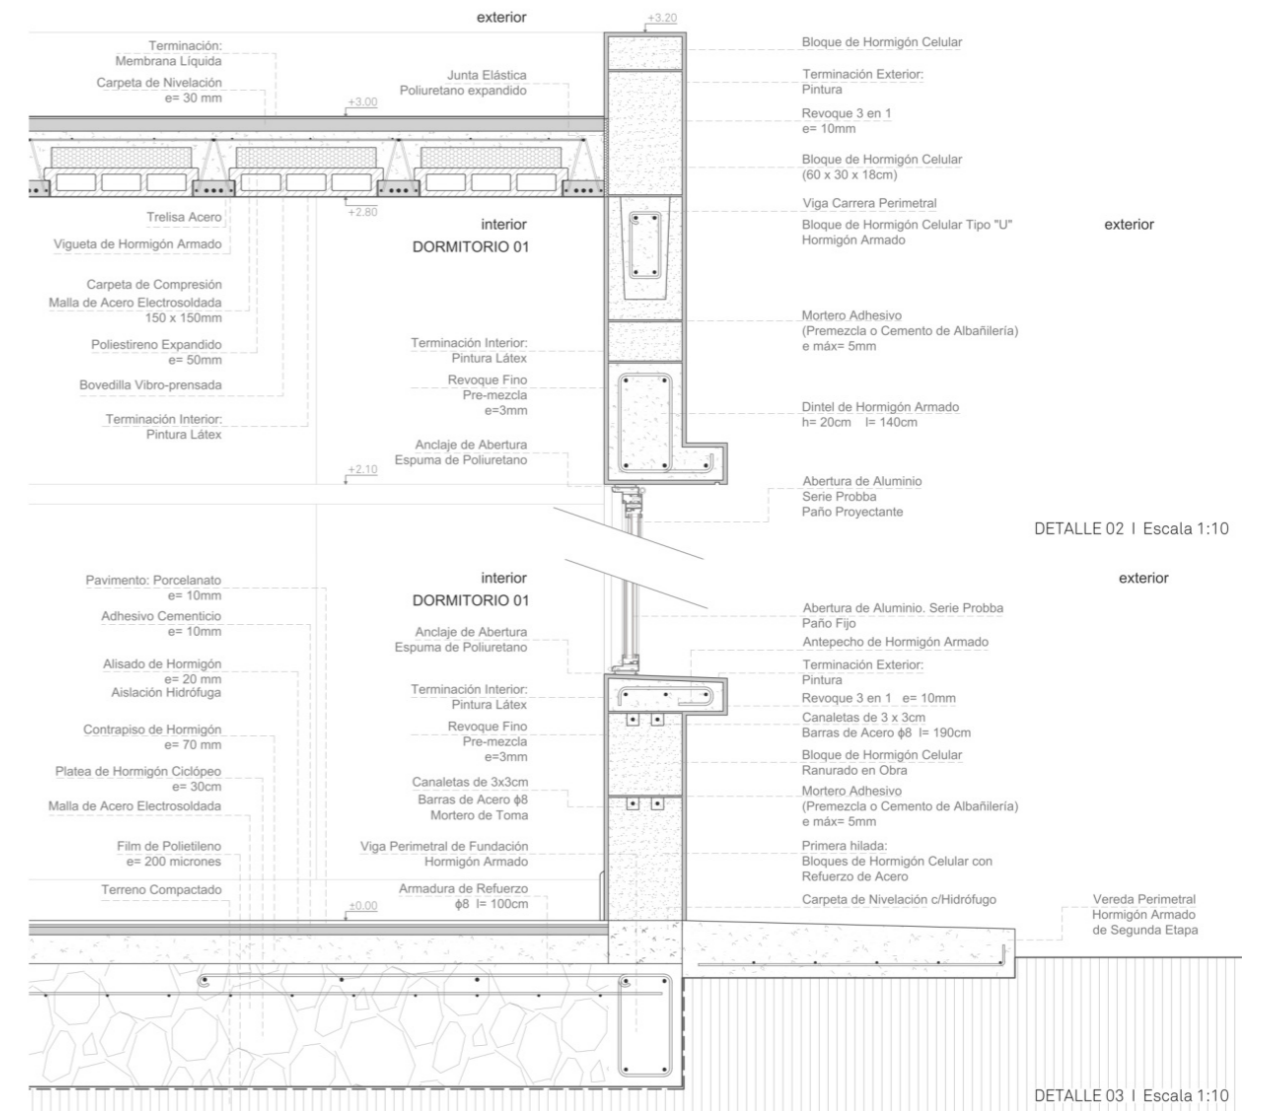 exterior
+3.20
Terminación:
Membrana Líquida
Carpeta de Nivelación
e= 30 mm
+3.00
Junta Elástica
Poliuretano expandido
Bloque de Hormigón Celular
Terminación Exterior:
Pintura
Revoque 3 en 1
e= 10mm
Bloque de Hormigón Celular
(60 x 30 x 18cm)
Viga Carrera Perimetral
Bloque de Hormigón Celular Tipo "U"
Hormigón Armado
exterior
+2.80
Trelisa Acero
Vigueta de Hormigón Armado
Carpeta de Compresión
Malla de Acero Electrosoldada
150 x 150mm
Poliestireno Expandido
e= 50mm
Bovedilla Vibro-prensada
Terminación Interior:
Pintura Látex
interior
DORMITORIO 01
Terminación Interior:
Pintura Látex
Revoque Fino
Pre-mezcla
e=3mm
Anclaje de Abertura
Espuma de Poliuretano
+2.10
Mortero Adhesivo
(Premezcla o Cemento de Albañilería)
e máx= 5mm
Dintel de Hormigón Armado
h= 20cm l= 140cm
Abertura de Aluminio
Serie Probba
Paño Proyectante
DETALLE 02 I Escala 1:10
Pavimento: Porcelanato
e= 10mm
Adhesivo Cementicio
e= 10mm
Alisado de Hormigón
e= 20 mm
Aislación Hidrófuga
Contrapiso de Hormigón
e= 70 mm
Platea de Hormigón Ciclópeo
e= 30cm
Malla de Acero Electrosoldada
Film de Polietileno
e= 200 micrones
Terreno Compactado
interior
DORMITORIO 01
Anclaje de Abertura
Espuma de Poliuretano
Terminación Interior:
Pintura Látex
Revoque Fino
Pre-mezcla
e=3mm
Canaletas de 3x3cm
Barras de Acero ϕ8
Mortero de Toma
Viga Perimetral de Fundación
Hormigón Armado
Armadura de Refuerzo
ϕ8 l= 100cm
±0.00
exterior
Abertura de Aluminio. Serie Probba
Paño Fijo
Antepecho de Hormigón Armado
Terminación Exterior:
Pintura
Revoque 3 en 1 e= 10mm
Canaletas de 3 x 3cm
Barras de Acero ϕ8 l= 190cm
Bloque de Hormigón Celular
Ranurado en Obra
Mortero Adhesivo
(Premezcla o Cemento de Albañilería)
e máx= 5mm
Primera hilada:
Bloques de Hormigón Celular con
Refuerzo de Acero
Carpeta de Nivelación c/Hidrófugo
Vereda Perimetral
Hormigón Armado
de Segunda Etapa
DETALLE 03 I Escala 1:10